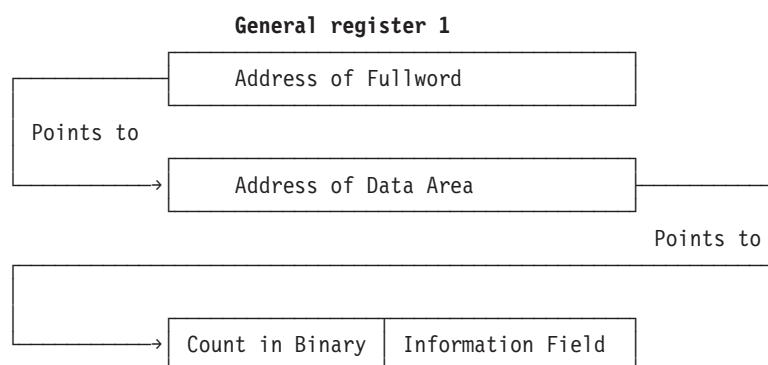 General register 1
Address of Fullword
Points to
Address of Data Area
Points to
Count in Binary
Information Field